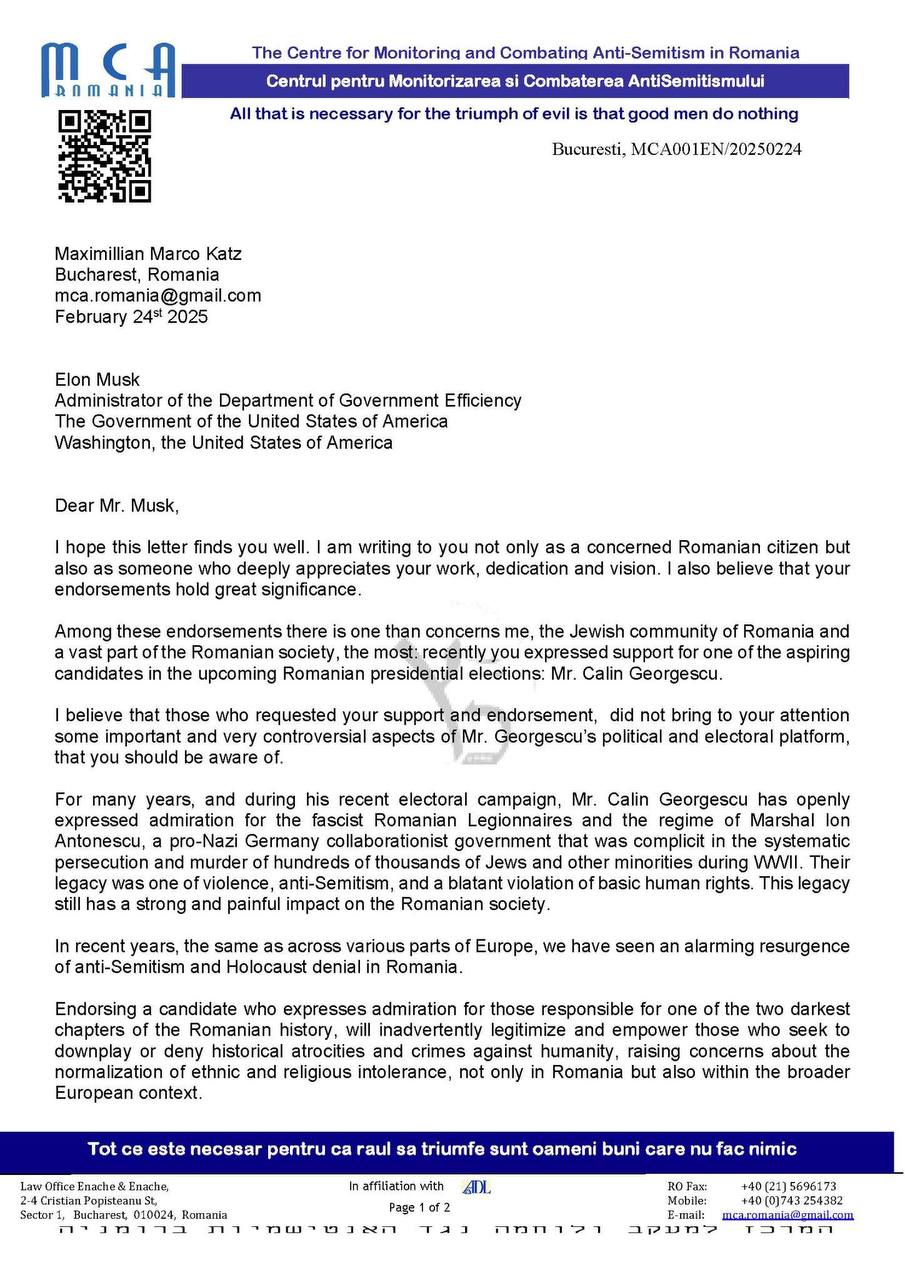 MCA
ROMANIA
The Centre for Monitoring and Combating Anti-Semitism in Romania
Centrul pentru Monitorizarea si Combaterea AntiSemitismului
All that is necessary for the triumph of evil is that good men do nothing
Bucuresti, MCA001EN/20250224
Maximillian Marco Katz
Bucharest, Romania
mca.romania@gmail.com
February 24st 2025
Elon Musk
Administrator of the Department of Government Efficiency
The Government of the United States of America
Washington, the United States of America
Dear Mr. Musk,
I hope this letter finds you well. I am writing to you not only as a concerned Romanian citizen but
also as someone who deeply appreciates your work, dedication and vision. I also believe that your
endorsements hold great significance.
Among these endorsements there is one than concerns me, the Jewish community of Romania and
a vast part of the Romanian society, the most: recently you expressed support for one of the aspiring
candidates in the upcoming Romanian presidential elections: Mr. Calin Georgescu.
I believe that those who requested your support and endorsement,  did not bring to your attention
some important and very controversial aspects of Mr. Georgescu's political and electoral platform,
that you should be aware of.
For many years, and during his recent electoral campaign, Mr. Calin Georgescu has openly
expressed admiration for the fascist Romanian Legionnaires and the regime of Marshal Ion
Antonescu, a pro-Nazi Germany collaborationist government that was complicit in the systematic
persecution and murder of hundreds of thousands of Jews and other minorities during WWII. Their
legacy was one of violence, anti-Semitism, and a blatant violation of basic human rights. This legacy
still has a strong and painful impact on the Romanian society.
In recent years, the same as across various parts of Europe, we have seen an alarming resurgence
of anti-Semitism and Holocaust denial in Romania.
Endorsing a candidate who expresses admiration for those responsible for one of the two darkest
chapters of the Romanian history, will inadvertently legitimize and empower those who seek to
downplay or deny historical atrocities and crimes against humanity, raising concerns about the
normalization of ethnic and religious intolerance, not only in Romania but also within the broader
European context.
Tot ce este necesar pentru ca raul sa triumfe sunt oameni buni care nu fac nimic
Law Office Enache & Enache,
2-4 Cristian Popisteanu St,
Sector 1, Bucharest, 010024, Romania
In affiliation with ADL
Page 1 of 2
RO Fax: +40 (21) 5696173
Mobile: +40 (0)743 254382
E-mail: mca.romania@gmail.com
המרכז למעקב ולוחמה נגד האנטישמיות ברומניה